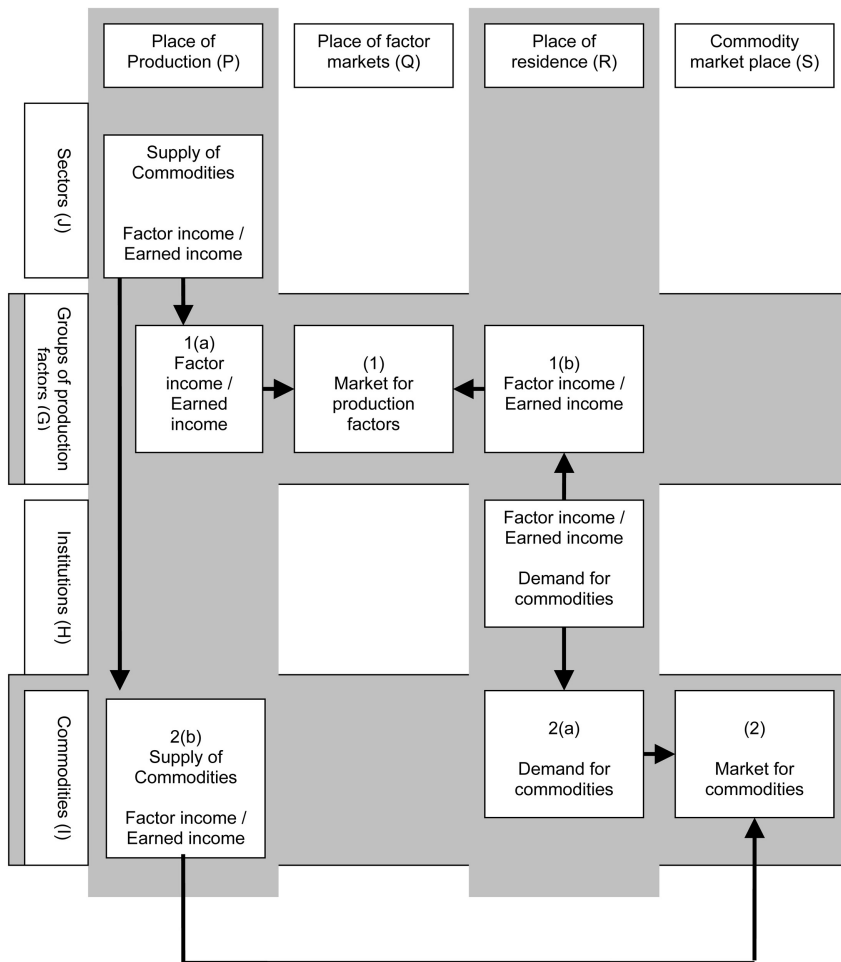 Place of
Production (P)
Place of factor
markets (Q)
Place of
residence (R)
Commodity
market place (S)
Sectors (J)
Supply of
Commodities
Factor income /
Earned income
Groups of production
factors (G)
1(a)
Factor
income /
Earned
income
(1)
Market for
production
factors
1(b)
Factor income /
Earned income
Institutions (H)
Factor income /
Earned income
Demand for
commodities
Commodities (I)
2(b)
Supply of
Commodities
Factor income /
Earned income
2(a)
Demand for
commodities
(2)
Market for
commodities